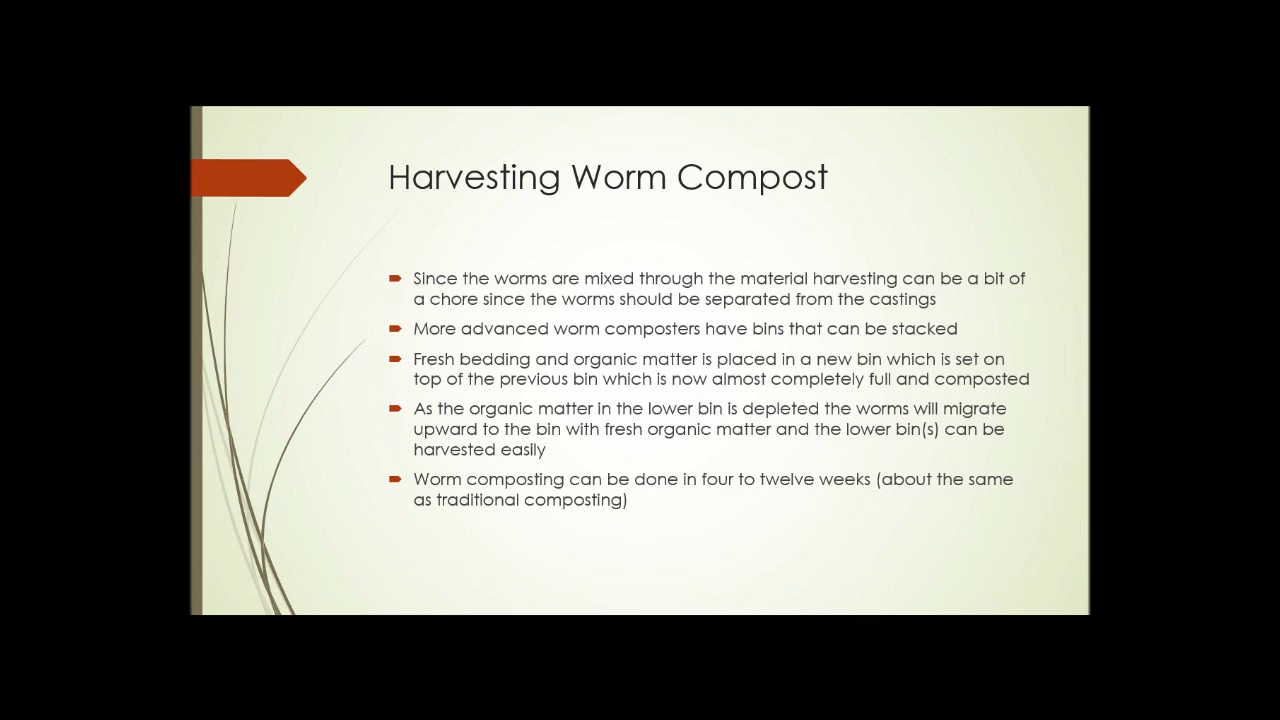 Harvesting Worm Compost
Since the worms are mixed through the material harvesting can be a bit of
a chore since the worms should be separated from the castings
More advanced worm composters have bins that can be stacked
Fresh bedding and organic matter is placed in a new bin which is set on
top of the previous bin which is now almost completely full and composted
As the organic matter in the lower bin is depleted the worms will migrate
upward to the bin with fresh organic matter and the lower bin(s) can be
harvested easily
Worm composting can be done in four to twelve weeks (about the same
as traditional composting)